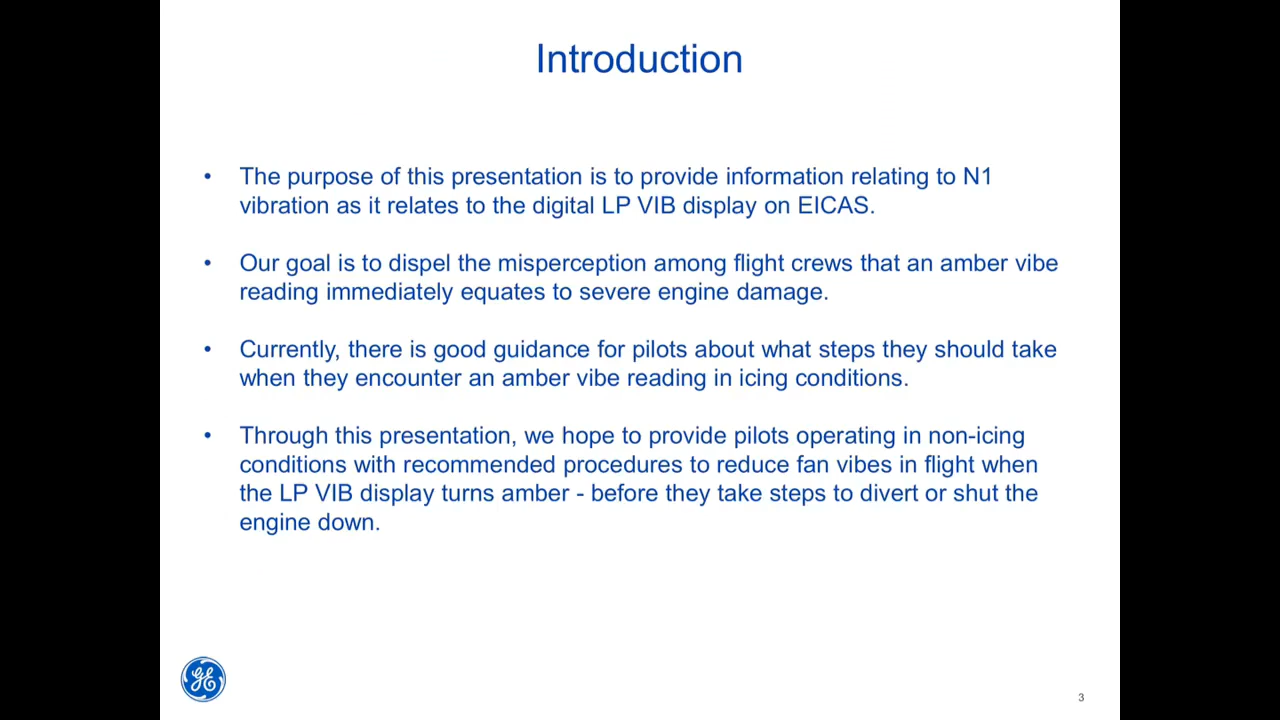 Introduction
• The purpose of this presentation is to provide information relating to N1
vibration as it relates to the digital LP VIB display on EICAS.
• Our goal is to dispel the misperception among flight crews that an amber vibe
reading immediately equates to severe engine damage.
• Currently, there is good guidance for pilots about what steps they should take
when they encounter an amber vibe reading in icing conditions.
• Through this presentation, we hope to provide pilots operating in non-icing
conditions with recommended procedures to reduce fan vibes in flight when
the LP VIB display turns amber - before they take steps to divert or shut the
engine down.
GE
3